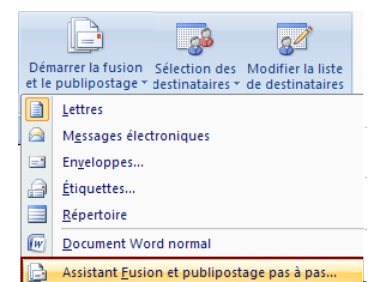 Démarrer la fusion Sélection des Modifier la liste
et le publipostage destinataires de destinataires
Lettres
Messages électroniques
Enveloppes...
Étiquettes...
Répertoire
Document Word normal
Assistant Fusion et publipostage pas à pas...